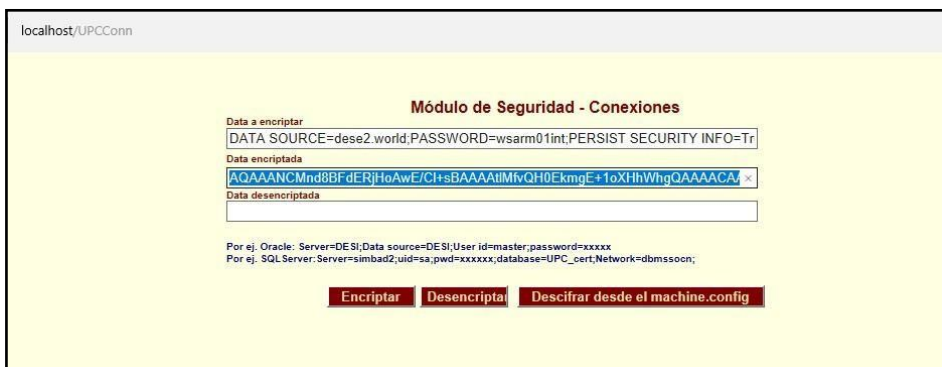 localhost/UPCConn
Módulo de Seguridad - Conexiones
Data a encriptar
DATA SOURCE=dese2.world;PASSWORD=wsarm01int;PERSIST SECURITY INFO=Tr
Data encriptada
AQAAANCMnd8BFdERjHoAwE/Cl+sBAAAAtlMfvQH0EkmgE+1oXHhWhgQAAAACAA
Data desencriptada
Por ej. Oracle: Server=DESI;Data source=DESI;User id=master;password=xxxxx
Por ej. SQLServer:Server=simbad2;uid=sa;pwd=xxxxxx;database=UPC_cert;Network=dbmssocn;
Encriptar Desencriptar Descifrar desde el machine.config